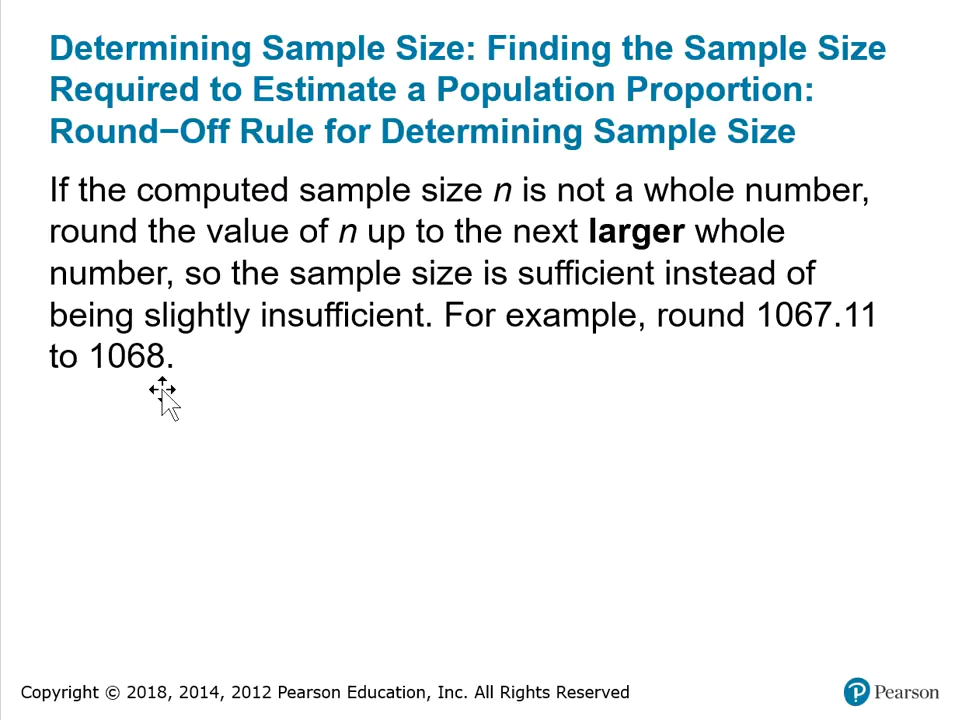 Determining Sample Size: Finding the Sample Size
Required to Estimate a Population Proportion:
Round−Off Rule for Determining Sample Size
If the computed sample size n is not a whole number,
round the value of n up to the next larger whole
number, so the sample size is sufficient instead of
being slightly insufficient. For example, round 1067.11
to 1068.
Copyright © 2018, 2014, 2012 Pearson Education, Inc. All Rights Reserved
P Pearson